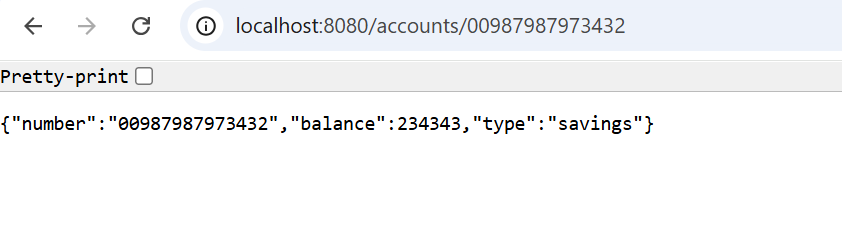 localhost:8080/accounts/00987987973432
Pretty-print
{"number":"00987987973432","balance":234343,"type":"savings"}